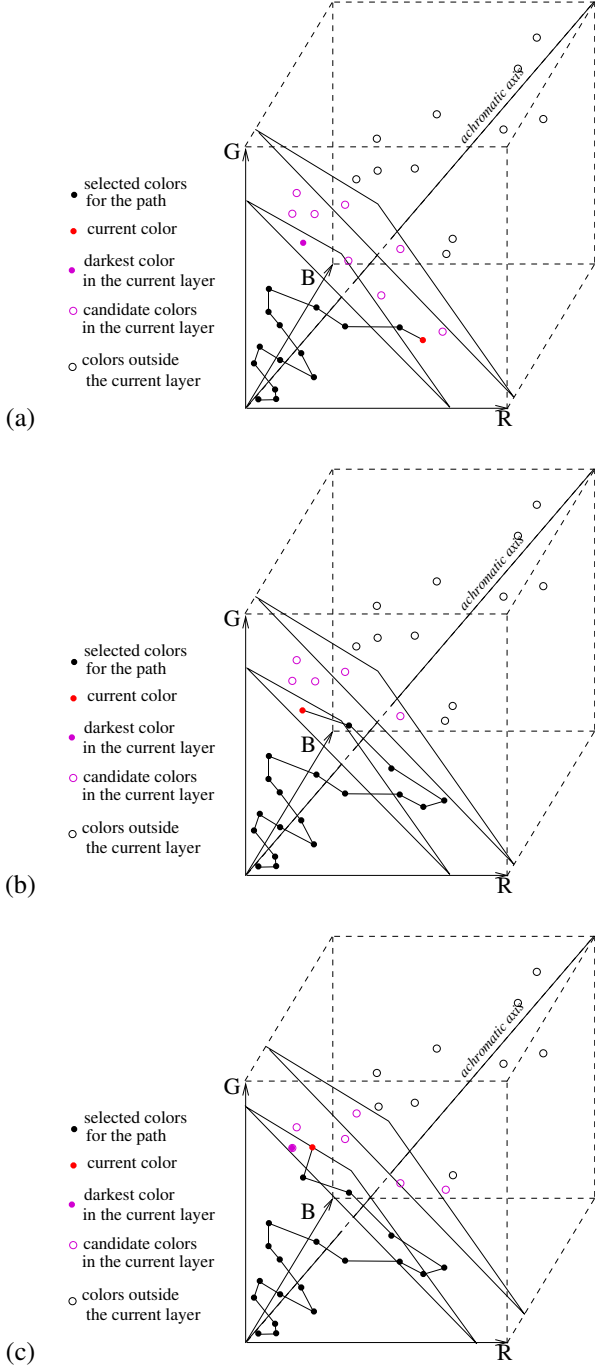 achromatic axis
G
selected colors
for the path
current color
darkest color
in the current layer
B
candidate colors
in the current layer
colors outside
the current layer
(a)
R
achromatic axis
G
selected colors
for the path
current color
darkest color
in the current layer
B
candidate colors
in the current layer
colors outside
the current layer
(b)
R
achromatic axis
G
selected colors
for the path
current color
darkest color
in the current layer
B
candidate colors
in the current layer
colors outside
the current layer
(c)
R